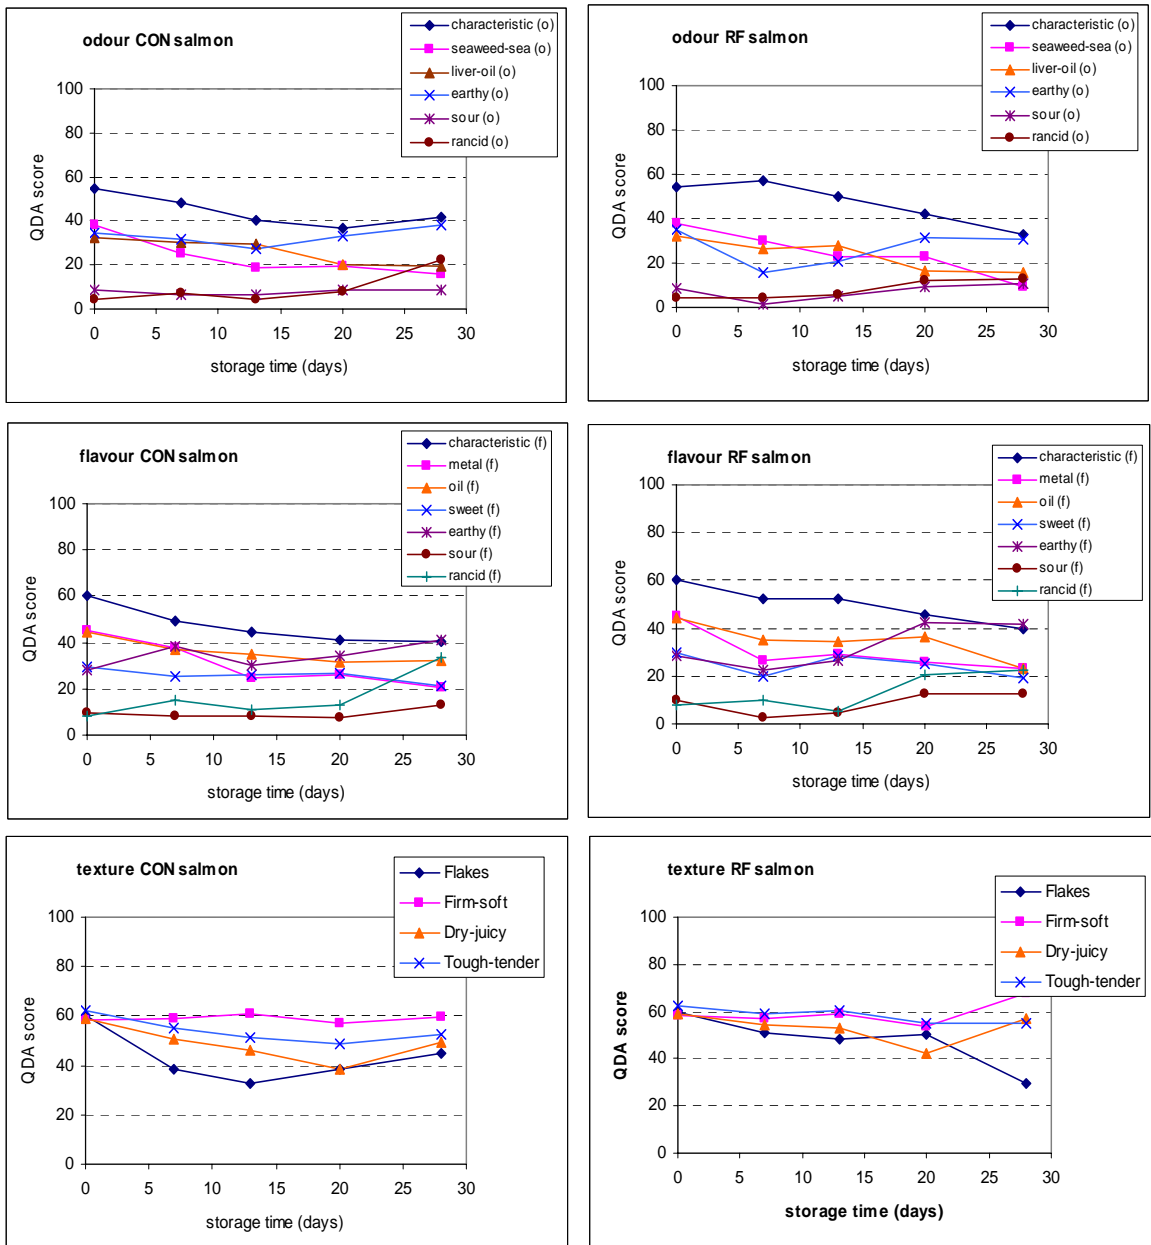 odour CON salmon
characteristic (o)
seaweed-sea (o)
liver-oil (o)
earthy (o)
sour (o)
rancid (o)
100
80
60
40
20
0
QDA score
0 5 10 15 20 25 30
storage time (days)
odour RF salmon
characteristic (o)
seaweed-sea (o)
liver-oil (o)
earthy (o)
sour (o)
rancid (o)
100
80
60
40
20
0
QDA score
0 5 10 15 20 25 30
storage time (days)
flavour CON salmon
characteristic (f)
metal (f)
oil (f)
sweet (f)
earthy (f)
sour (f)
rancid (f)
100
80
60
40
20
0
QDA score
0 5 10 15 20 25 30
storage time (days)
flavour RF salmon
characteristic (f)
metal (f)
oil (f)
sweet (f)
earthy (f)
sour (f)
rancid (f)
100
80
60
40
20
0
QDA score
0 5 10 15 20 25 30
storage time (days)
texture CON salmon
Flakes
Firm-soft
Dry-juicy
Tough-tender
100
80
60
40
20
0
QDA score
0 5 10 15 20 25 30
storage time (days)
texture RF salmon
Flakes
Firm-soft
Dry-juicy
Tough-tender
100
80
60
40
20
0
QDA score
0 5 10 15 20 25 30
storage time (days)